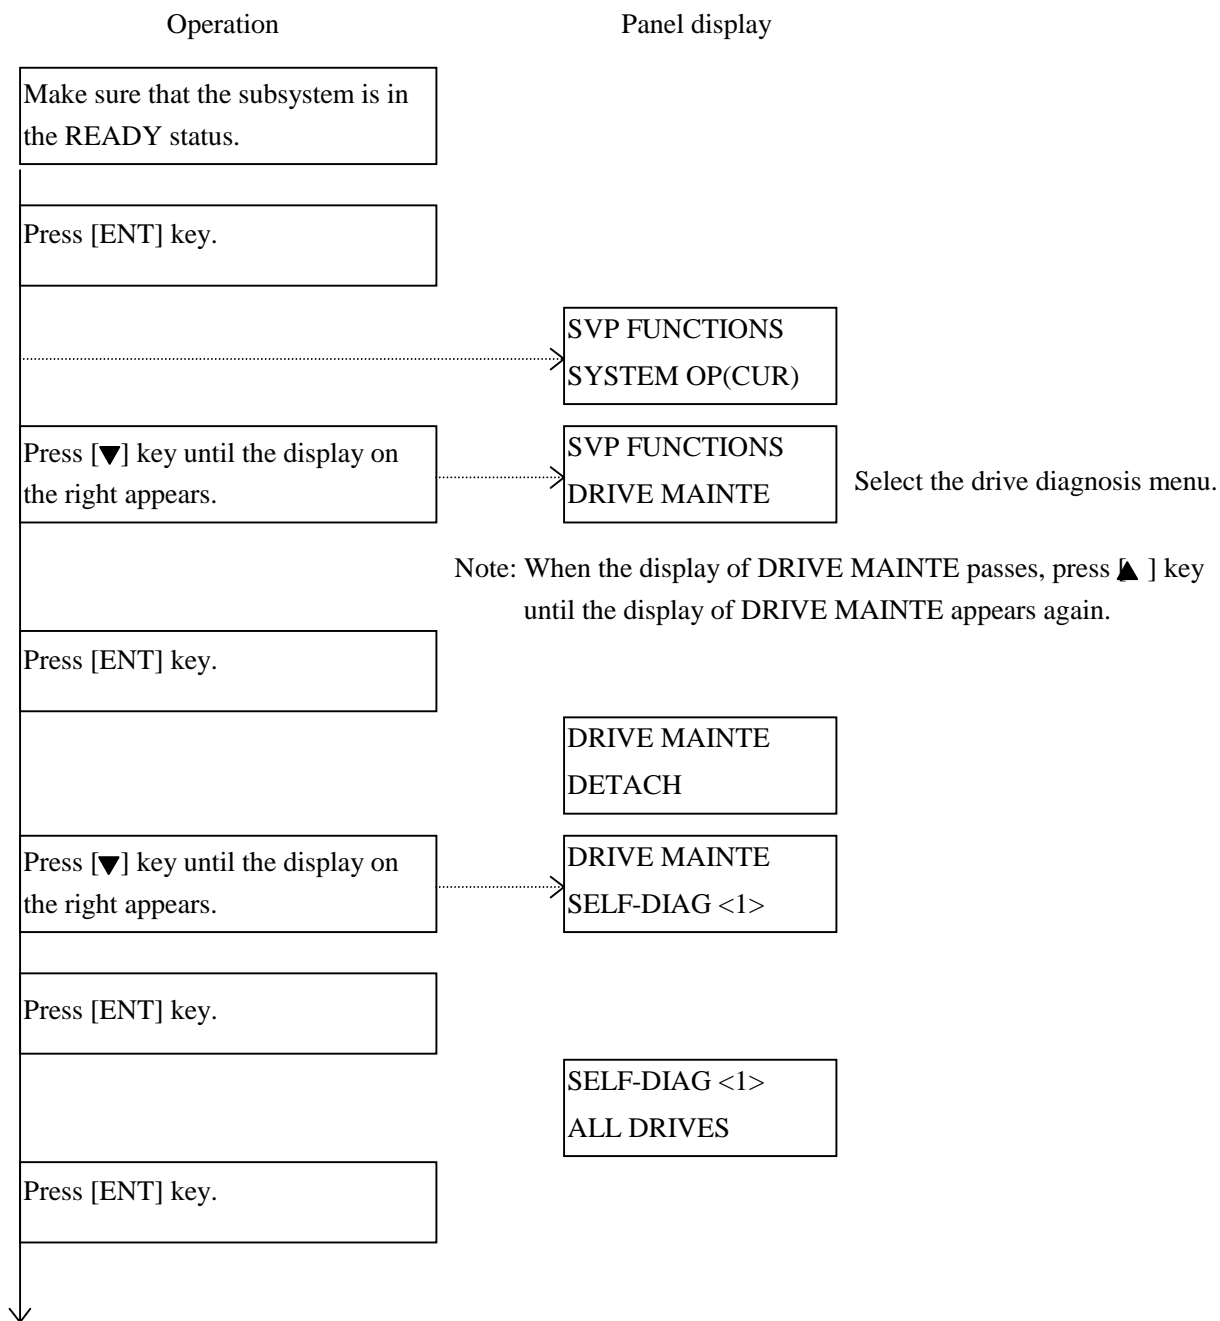 Operation
Panel display
Make sure that the subsystem is in
the READY status.
Press [ENT] key.
SVP FUNCTIONS
SYSTEM OP(CUR)
Press [▼] key until the display on
the right appears.
SVP FUNCTIONS
DRIVE MAINTE
Select the drive diagnosis menu.
Note: When the display of DRIVE MAINTE passes, press [▲ ] key
until the display of DRIVE MAINTE appears again.
Press [ENT] key.
DRIVE MAINTE
DETACH
Press [▼] key until the display on
the right appears.
DRIVE MAINTE
SELF-DIAG <1>
Press [ENT] key.
SELF-DIAG <1>
ALL DRIVES
Press [ENT] key.